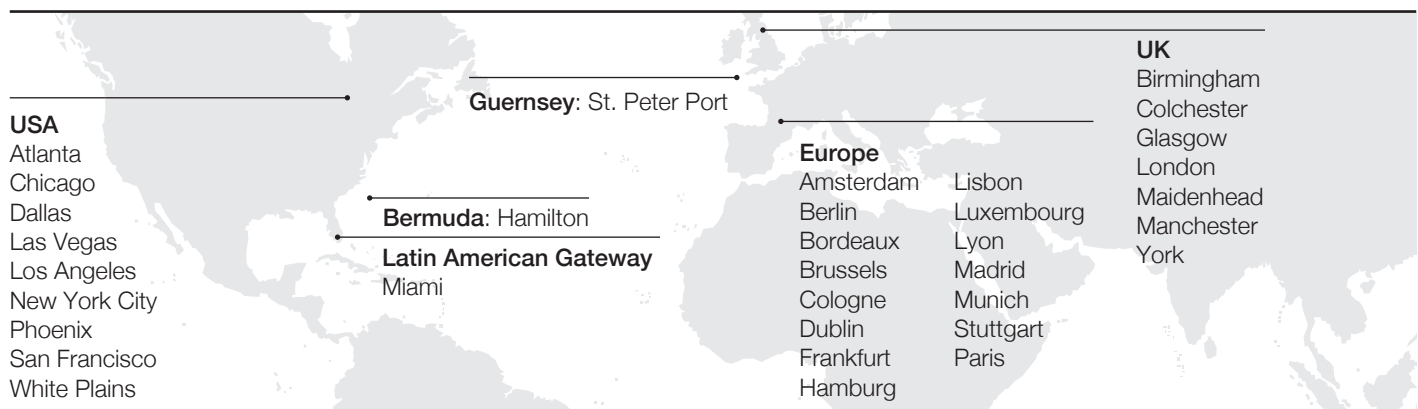 USA
Atlanta
Chicago
Dallas
Las Vegas
Los Angeles
New York City
Phoenix
San Francisco
White Plains
Guernsey: St. Peter Port
Bermuda: Hamilton
Latin American Gateway
Miami
Europe
Amsterdam
Berlin
Bordeaux
Brussels
Cologne
Dublin
Frankfurt
Hamburg
Lisbon
Luxembourg
Lyon
Madrid
Munich
Stuttgart
Paris
UK
Birmingham
Colchester
Glasgow
London
Maidenhead
Manchester
York